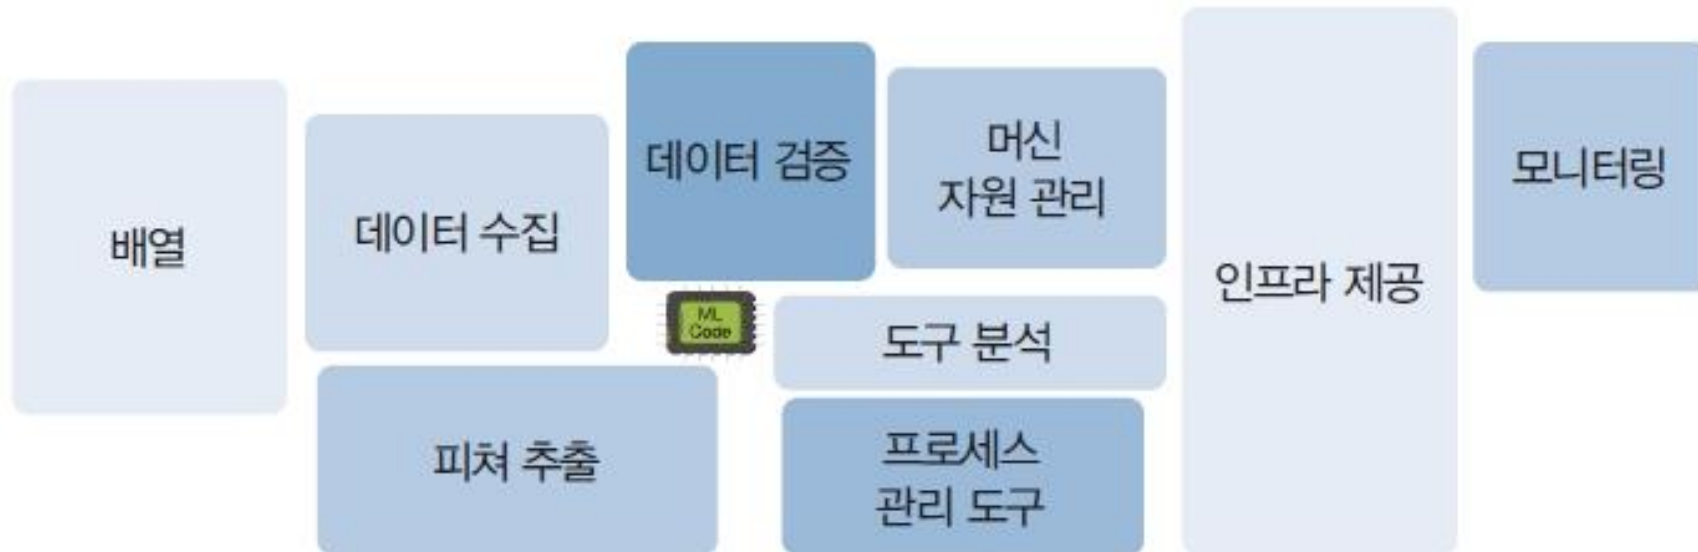 배열
데이터 수집
데이터 검증
머신
자원 관리
인프라 제공
모니터링
ML
Code
도구 분석
피쳐 추출
프로세스
관리 도구